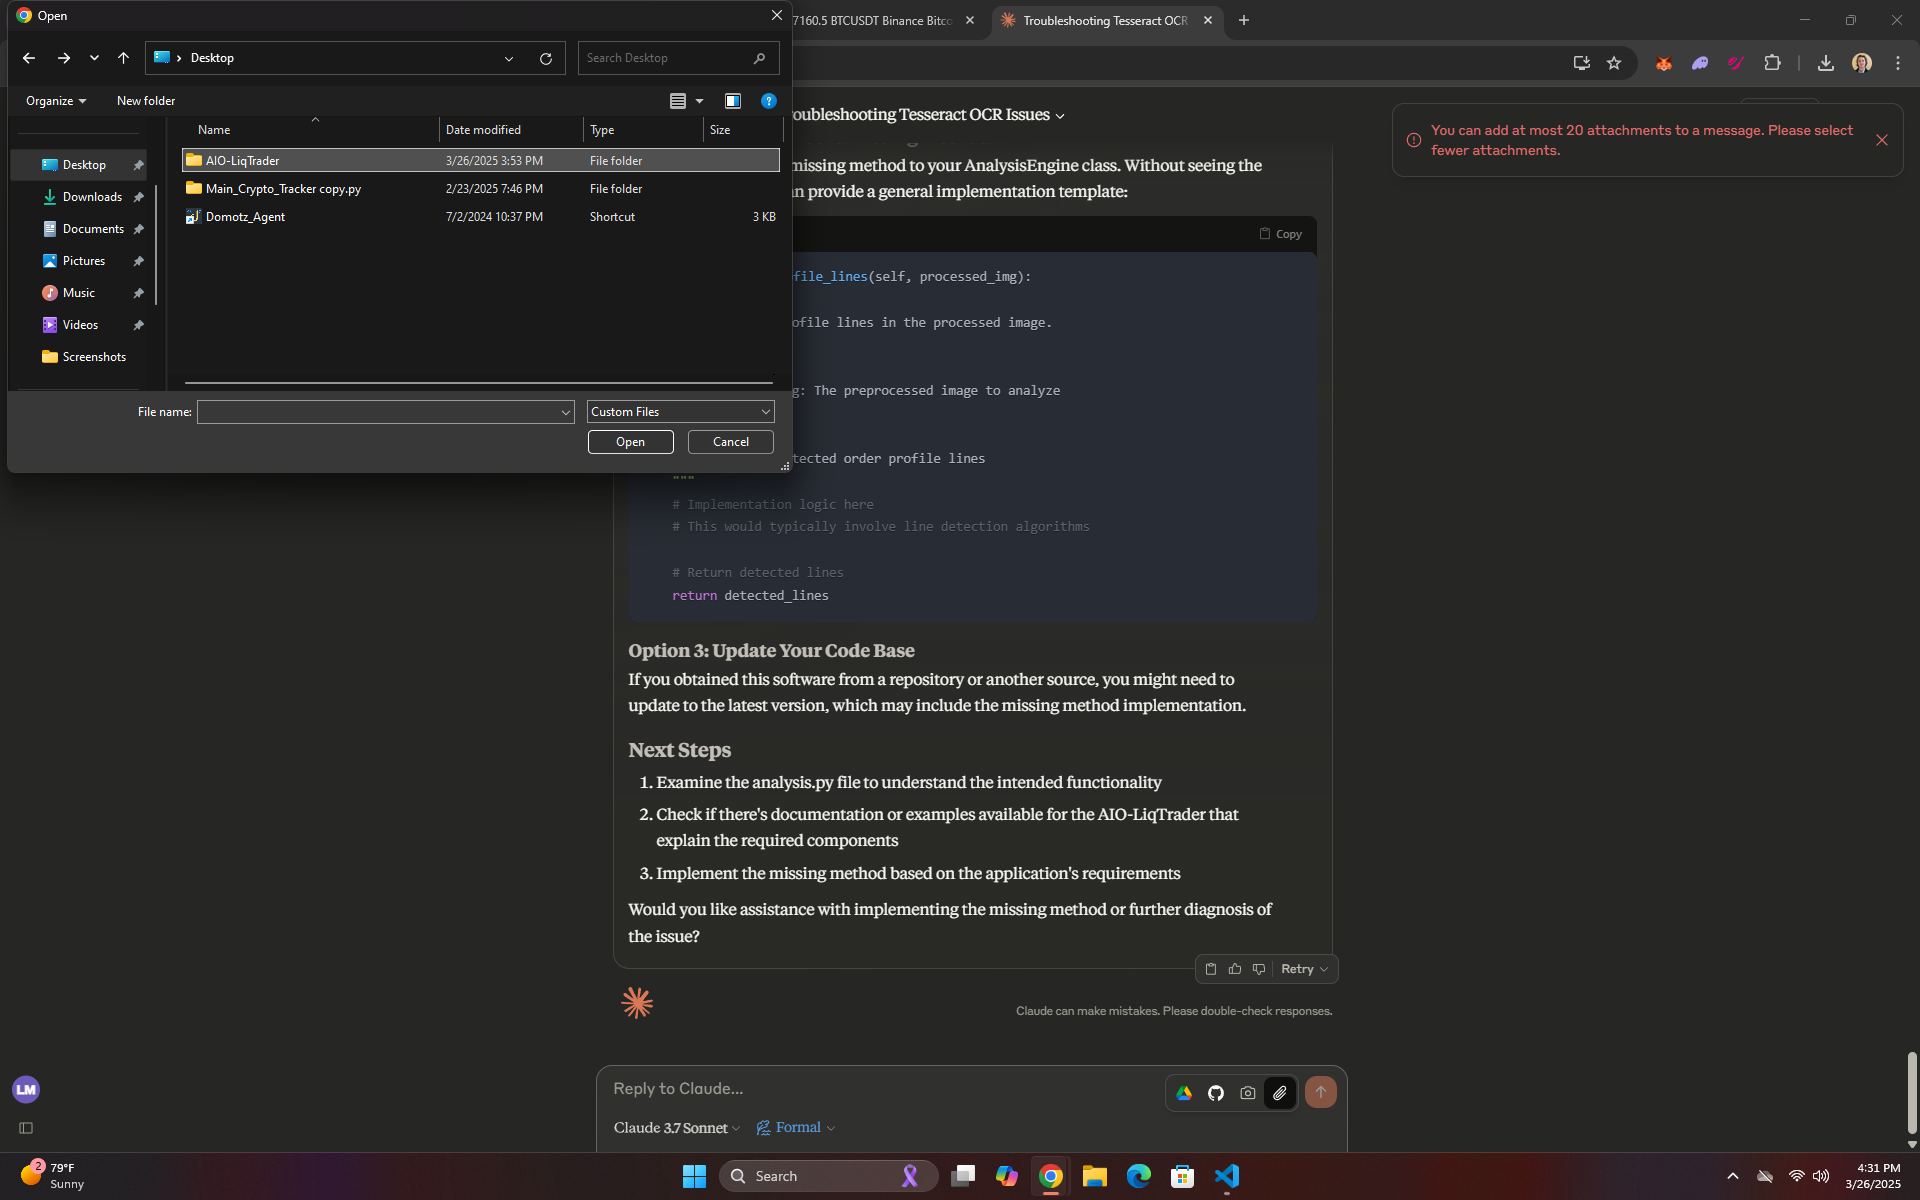 Open
7160.5 BTCUSDT Binance Bitco
Troubleshooting Tesseract OCR
Desktop
Search Desktop
Organize
New folder
Name
Date modified
Type
Size
AIO-LiqTrader
3/26/2025 3:53 PM
File folder
Main_Crypto_Tracker copy.py
2/23/2025 7:46 PM
File folder
Domotz_Agent
7/2/2024 10:37 PM
Shortcut
3 KB
Desktop
Downloads
Documents
Pictures
Music
Videos
Screenshots
File name:
Custom Files
Open
Cancel
roubleshooting Tesseract OCR Issues
You can add at most 20 attachments to a message. Please select
fewer attachments.
missing method to your AnalysisEngine class. Without seeing the
n provide a general implementation template:
Copy
file_lines(self, processed_img):
ofile lines in the processed image.
g: The preprocessed image to analyze
tected order profile lines
"""
# Implementation logic here
# This would typically involve line detection algorithms
# Return detected lines
return detected_lines
Option 3: Update Your Code Base
If you obtained this software from a repository or another source, you might need to
update to the latest version, which may include the missing method implementation.
Next Steps
1. Examine the analysis.py file to understand the intended functionality
2. Check if there's documentation or examples available for the AIO-LiqTrader that
explain the required components
3. Implement the missing method based on the application's requirements
Would you like assistance with implementing the missing method or further diagnosis of
the issue?
Retry
Claude can make mistakes. Please double-check responses.
LM
Reply to Claude...
Claude 3.7 Sonnet
Formal
2
79°F
Sunny
Search
4:31 PM
3/26/2025